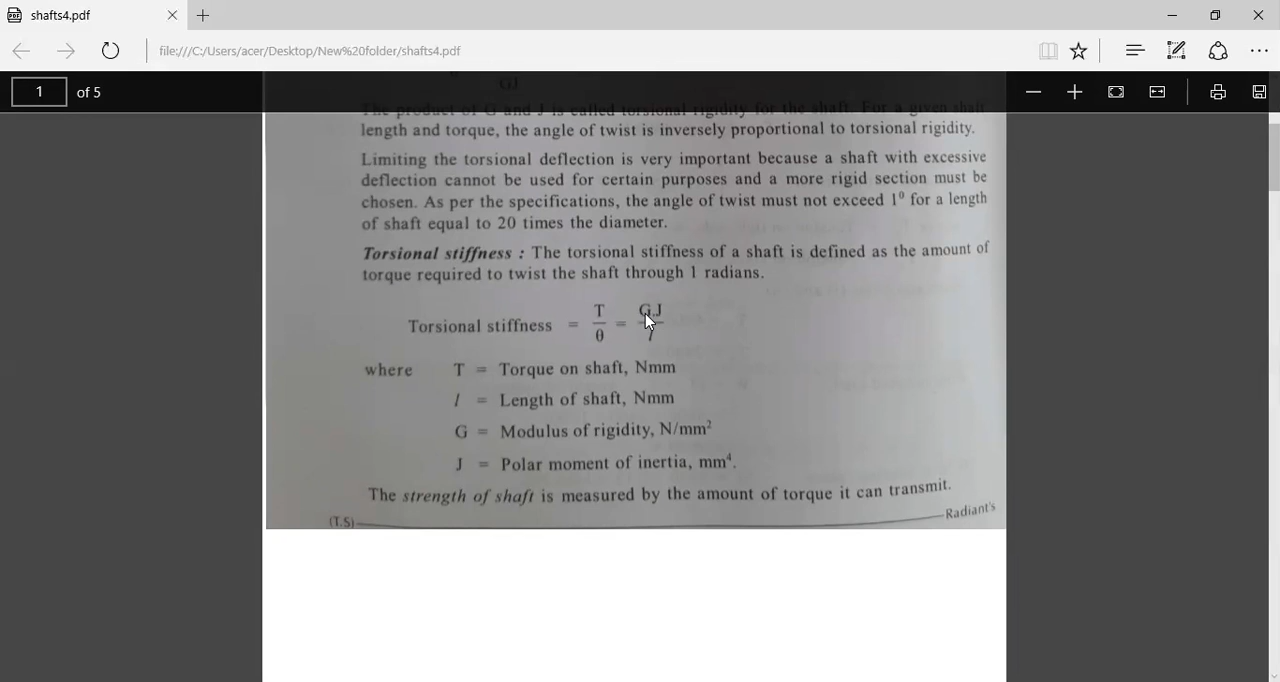 shafts4.pdf
file:///C:/Users/acer/Desktop/New%20folder/shafts4.pdf
1 of 5
GJ
The product of G and J is called torsional rigidity for the shaft. For a given shaft
length and torque, the angle of twist is inversely proportional to torsional rigidity.
Limiting the torsional deflection is very important because a shaft with excessive
deflection cannot be used for certain purposes and a more rigid section must be
chosen. As per the specifications, the angle of twist must not exceed 1⁰ for a length
of shaft equal to 20 times the diameter.
Torsional stiffness : The torsional stiffness of a shaft is defined as the amount of
torque required to twist the shaft through 1 radians.
Torsional stiffness = T/θ = G.J/l
where T = Torque on shaft, Nmm
l = Length of shaft, Nmm
G = Modulus of rigidity, N/mm²
J = Polar moment of inertia, mm⁴.
The strength of shaft is measured by the amount of torque it can transmit.
(T.S) Radiant's